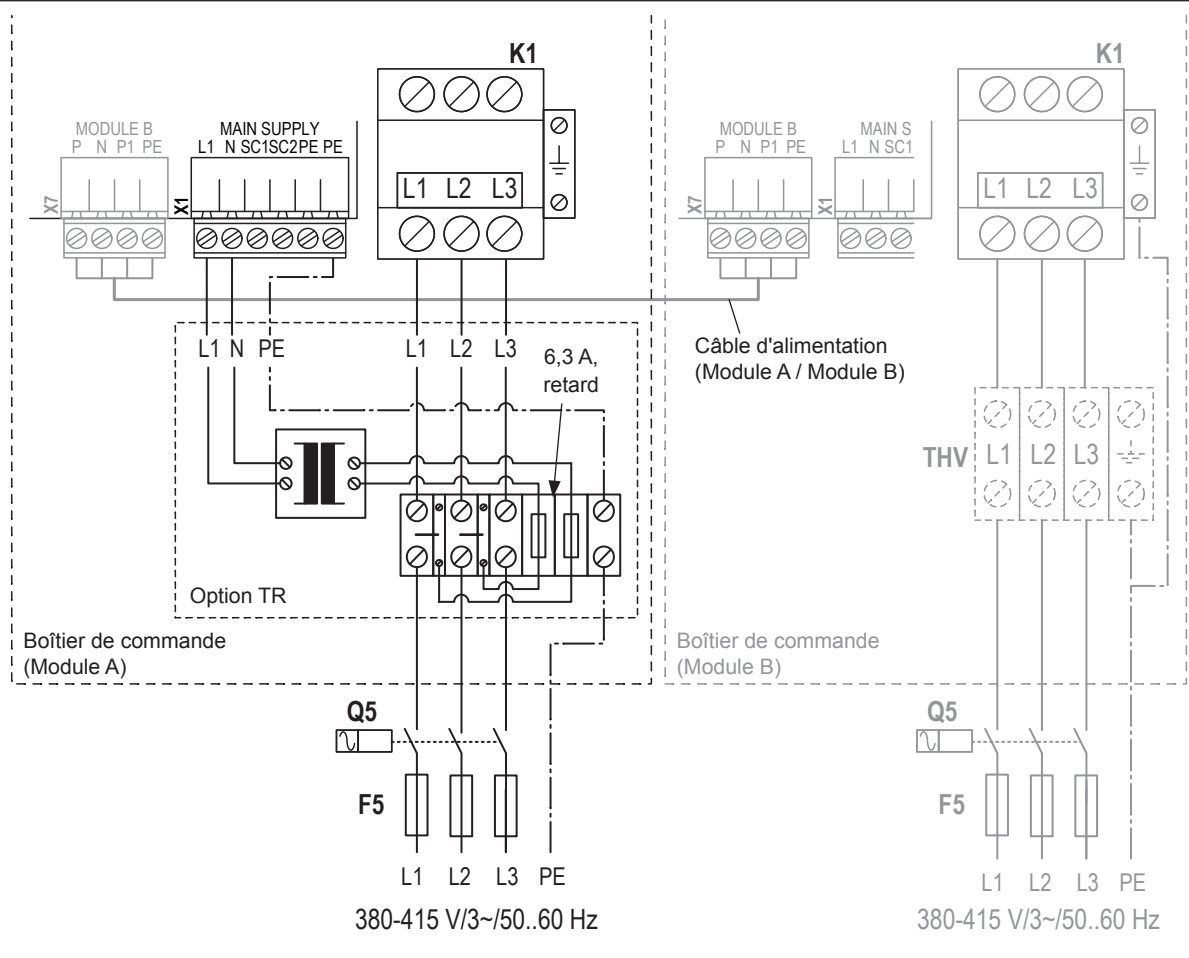 K1
MODULE B
P N P1 PE
X7
MAIN SUPPLY
L1 N SC1SC2PE PE
X1
L1 L2 L3
L1 N PE
L1 L2 L3
6,3 A,
retard
Option TR
Boîtier de commande
(Module A)
Q5
F5
L1 L2 L3 PE
380-415 V/3~/50..60 Hz
Câble d'alimentation
(Module A / Module B)
K1
MODULE B
P N P1 PE
X7
MAIN S
L1 N SC1
X1
L1 L2 L3
THV
L1 L2 L3
Boîtier de commande
(Module B)
Q5
F5
L1 L2 L3 PE
380-415 V/3~/50..60 Hz